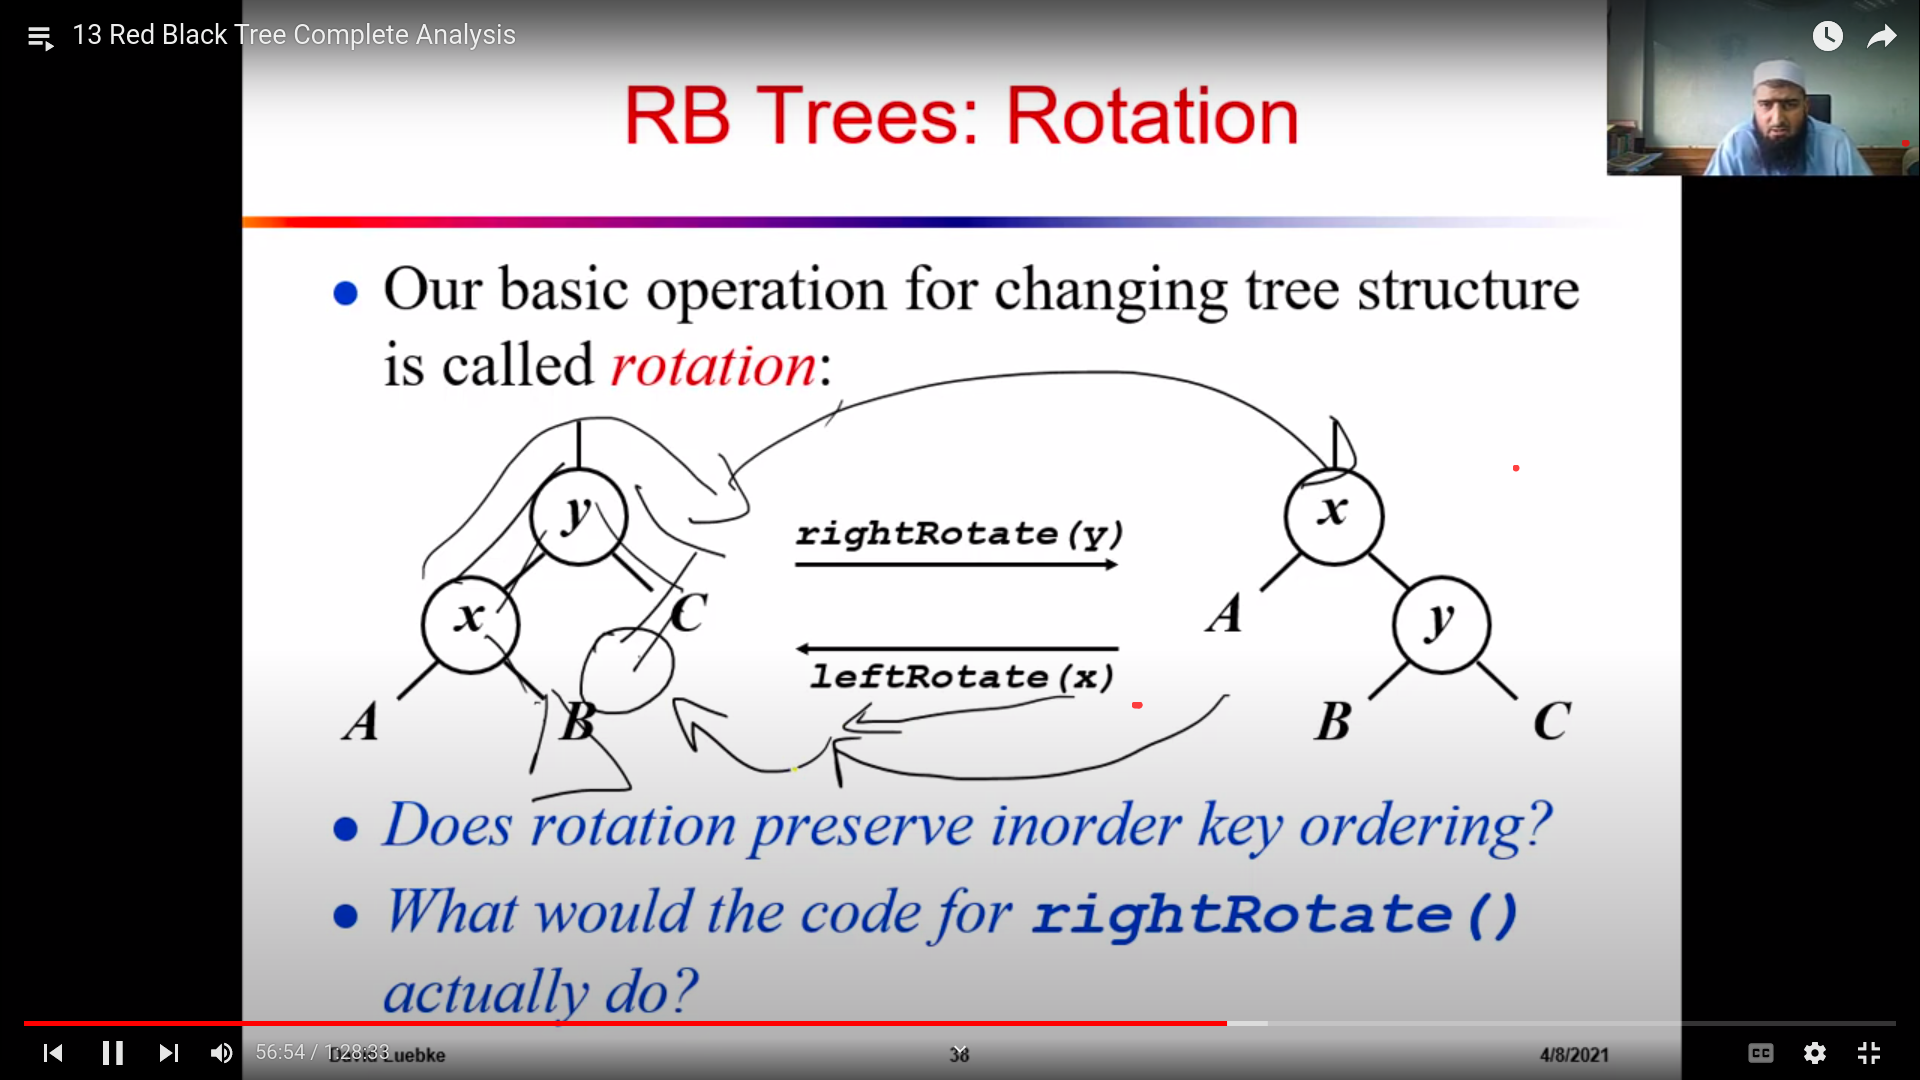 13 Red Black Tree Complete Analysis
RB Trees: Rotation
Our basic operation for changing tree structure
is called rotation:
y
x
C
A
B
rightRotate(y)
leftRotate(x)
x
A
y
B
C
Does rotation preserve inorder key ordering?
What would the code for rightRotate()
actually do?
56:54 / 1:28:33
David Luebke
38
4/8/2021
CC